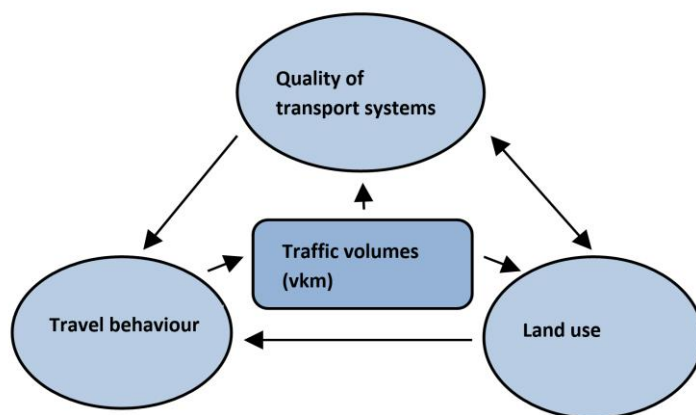 Quality of
transport systems
Traffic volumes
(vkm)
Travel behaviour
Land use